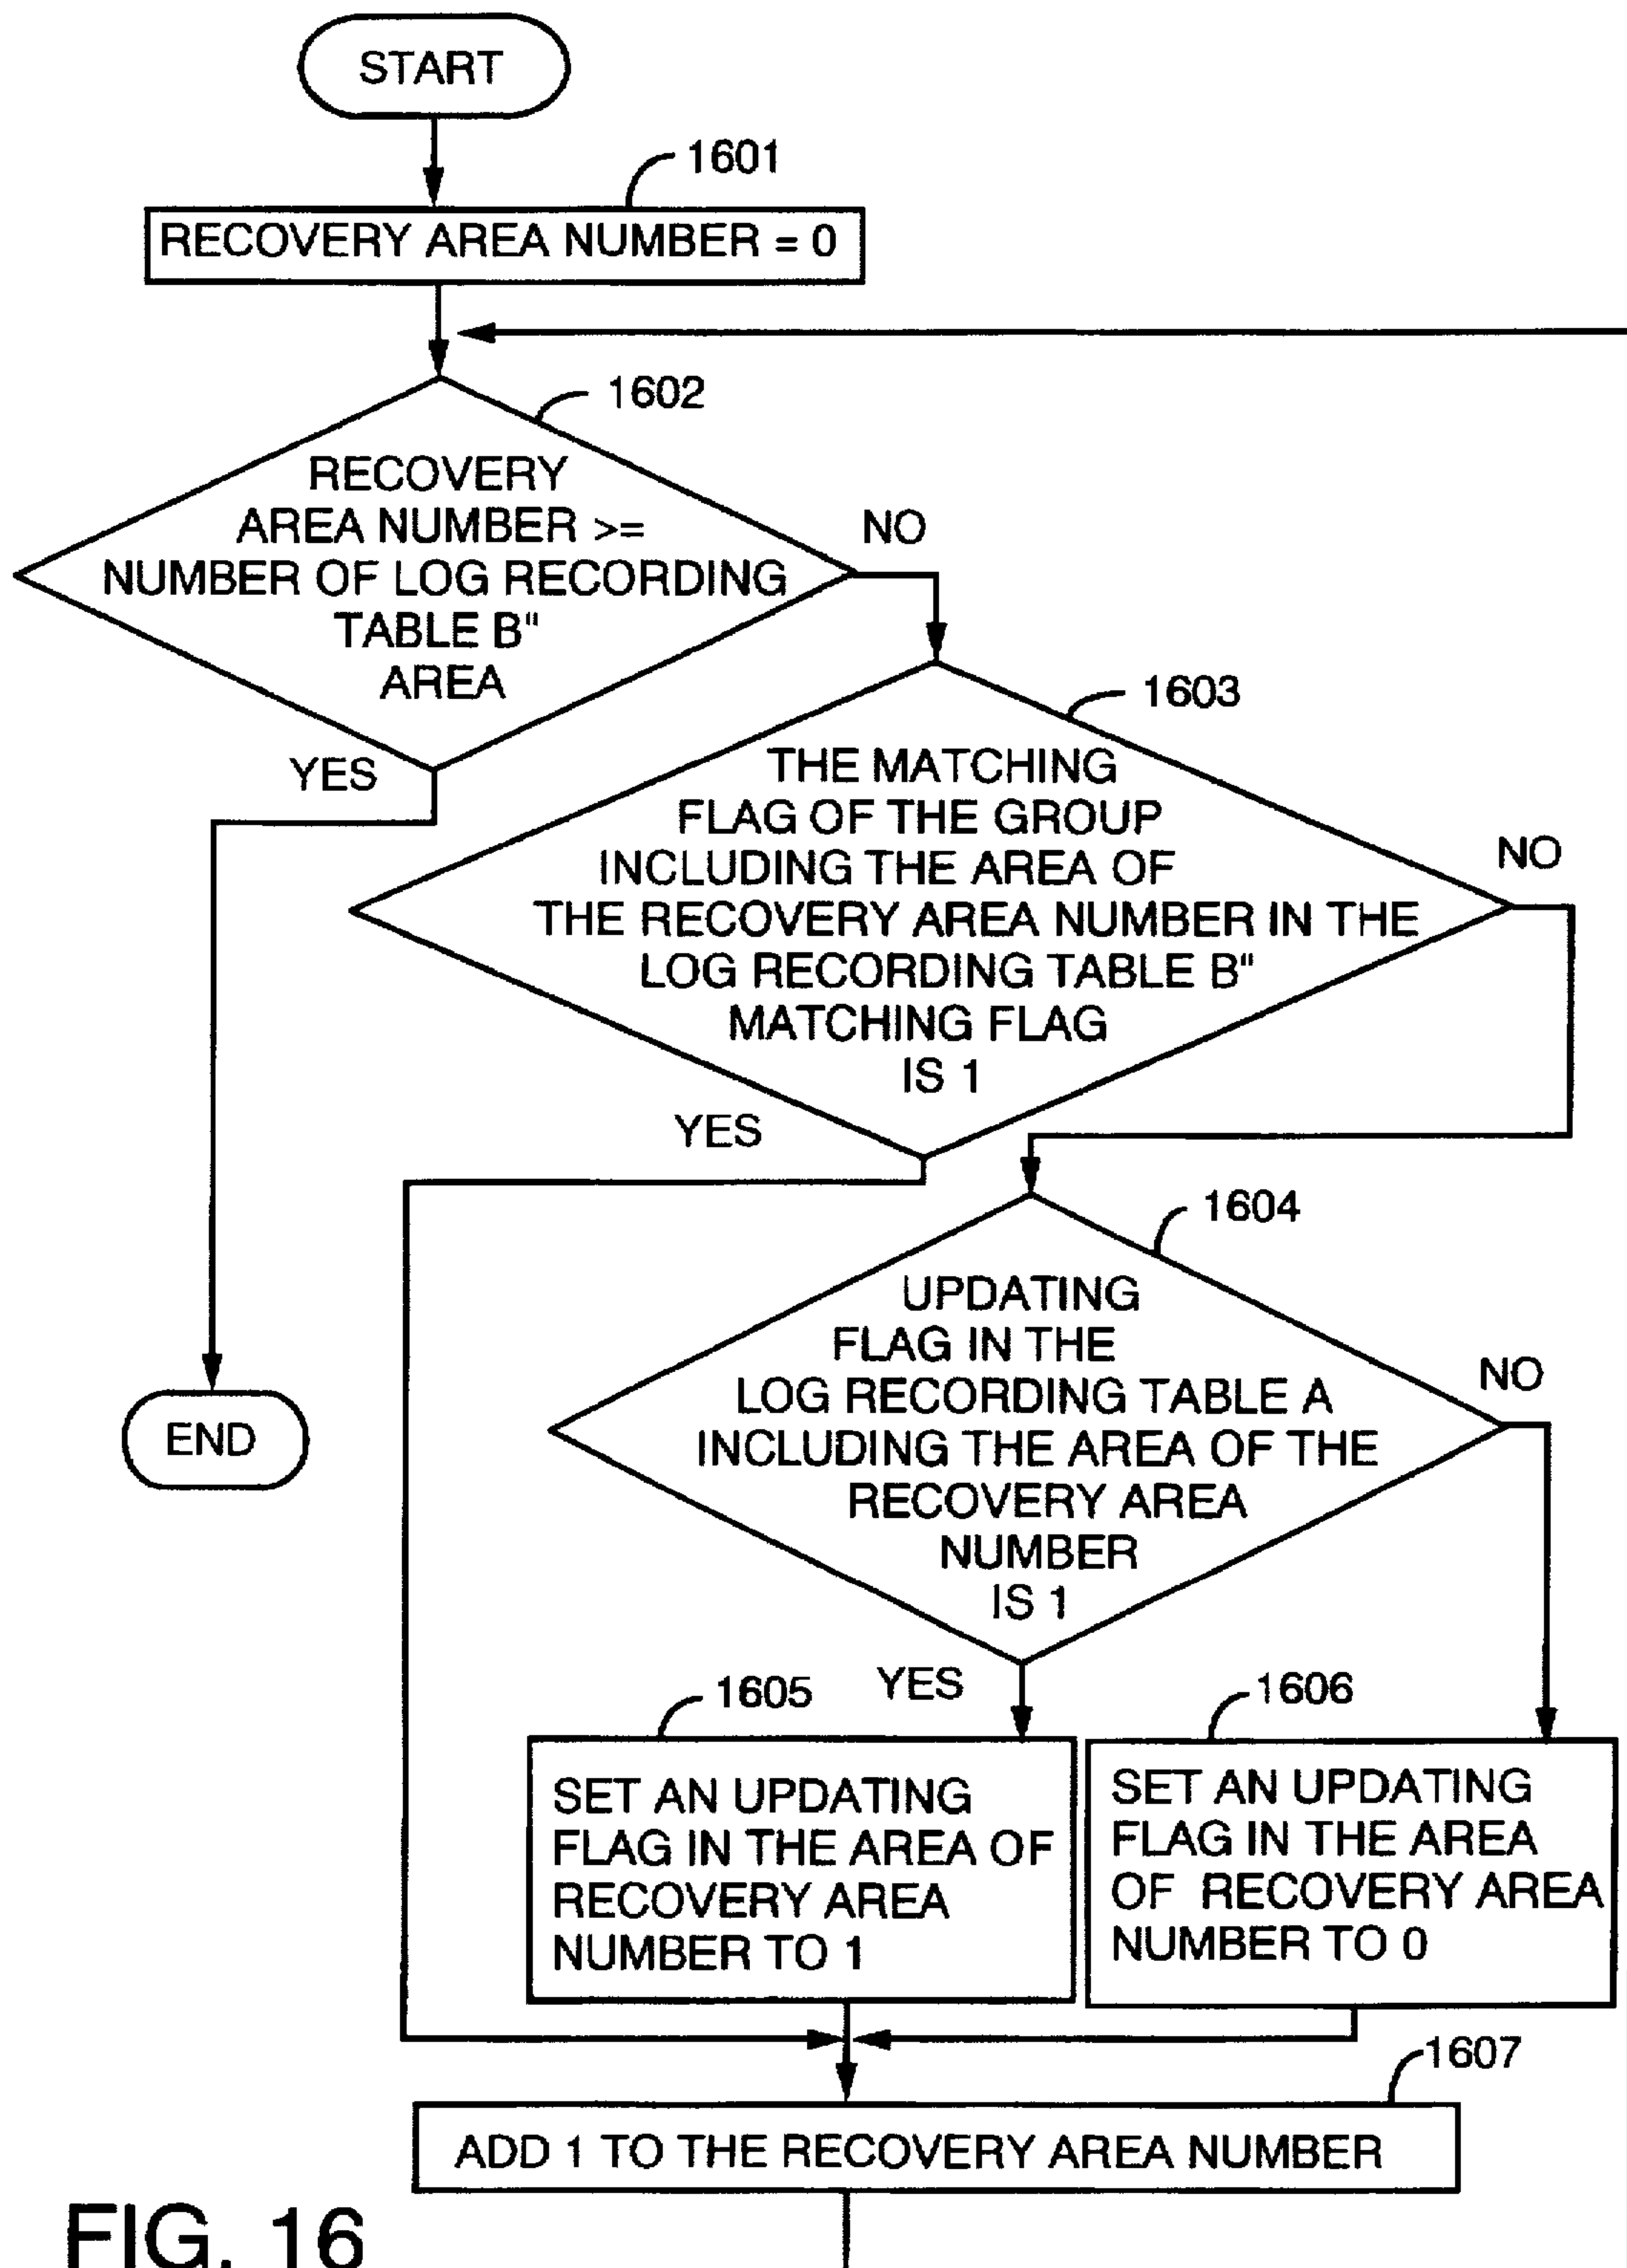 START
1601
RECOVERY AREA NUMBER = 0
1602
RECOVERY
AREA NUMBER >=
NUMBER OF LOG RECORDING
TABLE B"
AREA
NO
YES
1603
THE MATCHING
FLAG OF THE GROUP
INCLUDING THE AREA OF
THE RECOVERY AREA NUMBER IN THE
LOG RECORDING TABLE B"
MATCHING FLAG
IS 1
NO
YES
1604
UPDATING
FLAG IN THE
LOG RECORDING TABLE A
INCLUDING THE AREA OF THE
RECOVERY AREA
NUMBER
IS 1
NO
YES
END
1605
SET AN UPDATING
FLAG IN THE AREA OF
RECOVERY AREA
NUMBER TO 1
1606
SET AN UPDATING
FLAG IN THE AREA
OF RECOVERY AREA
NUMBER TO 0
1607
ADD 1 TO THE RECOVERY AREA NUMBER
FIG. 16